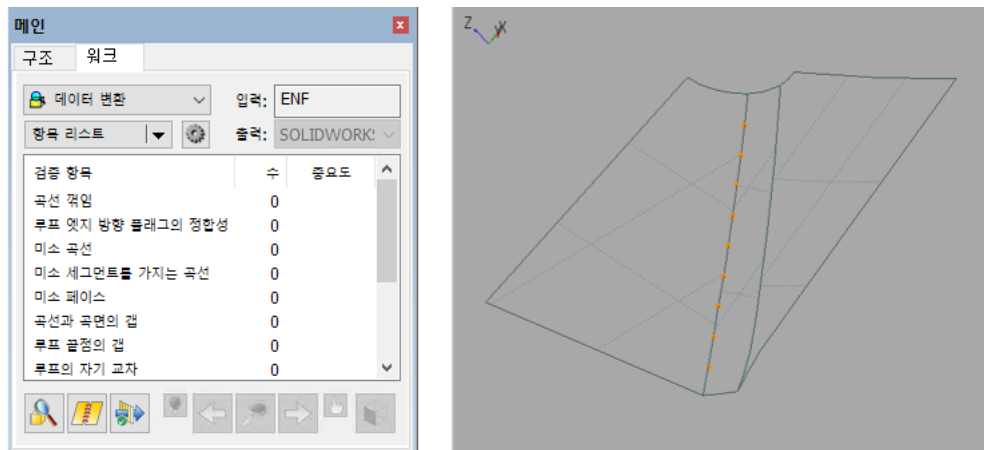 메인
구조 워크
데이터 변환 입력: ENF
항목 리스트 출력: SOLIDWORKS
검증 항목 수 중요도
곡선 꺾임 0
루프 엣지 방향 플래그의 정합성 0
미소 곡선 0
미소 세그먼트를 가지는 곡선 0
미소 페이스 0
곡선과 곡면의 갭 0
루프 끝점의 갭 0
루프의 자기 교차 0
Z X